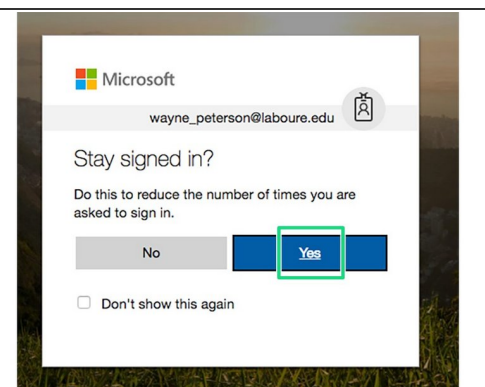 Microsoft
wayne_peterson@laboure.edu
Stay signed in?
Do this to reduce the number of times you are
asked to sign in.
No
Yes
Don't show this again